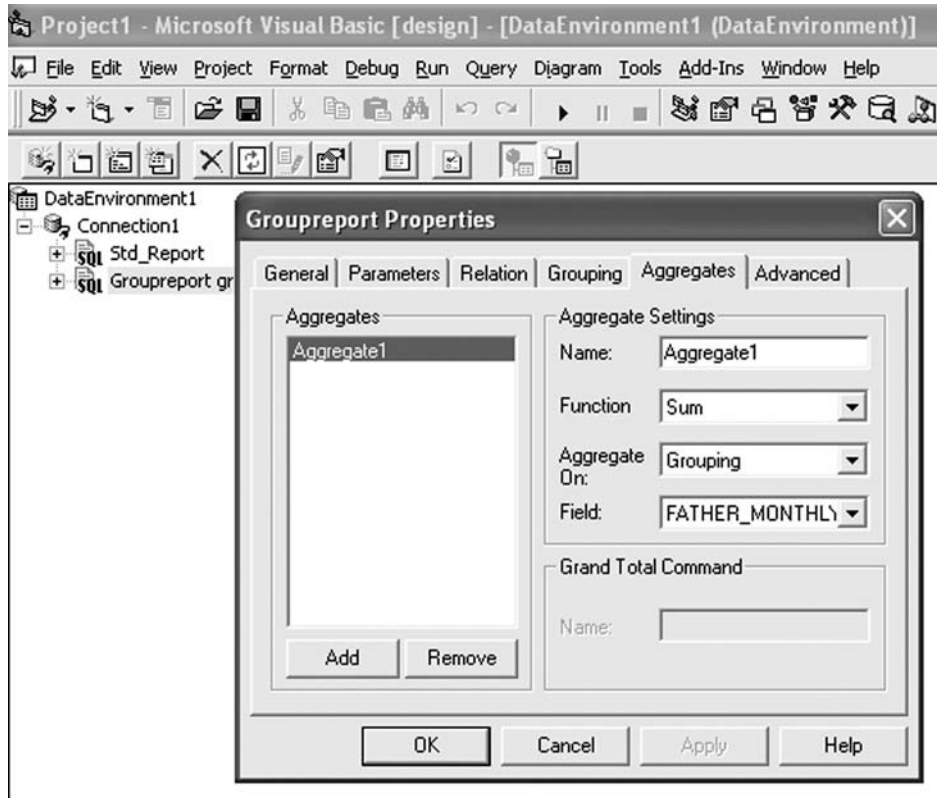 Project1 - Microsoft Visual Basic [design] - [DataEnvironment1 (DataEnvironment)]
File Edit View Project Format Debug Run Query Diagram Tools Add-Ins Window Help
DataEnvironment1
Connection1
SQL Std_Report
SQL Groupreport gr
Groupreport Properties
General Parameters Relation Grouping Aggregates Advanced
Aggregates
Aggregate1
Add Remove
Aggregate Settings
Name: Aggregate1
Function Sum
Aggregate On: Grouping
Field: FATHER_MONTHLY
Grand Total Command
Name:
OK Cancel Apply Help